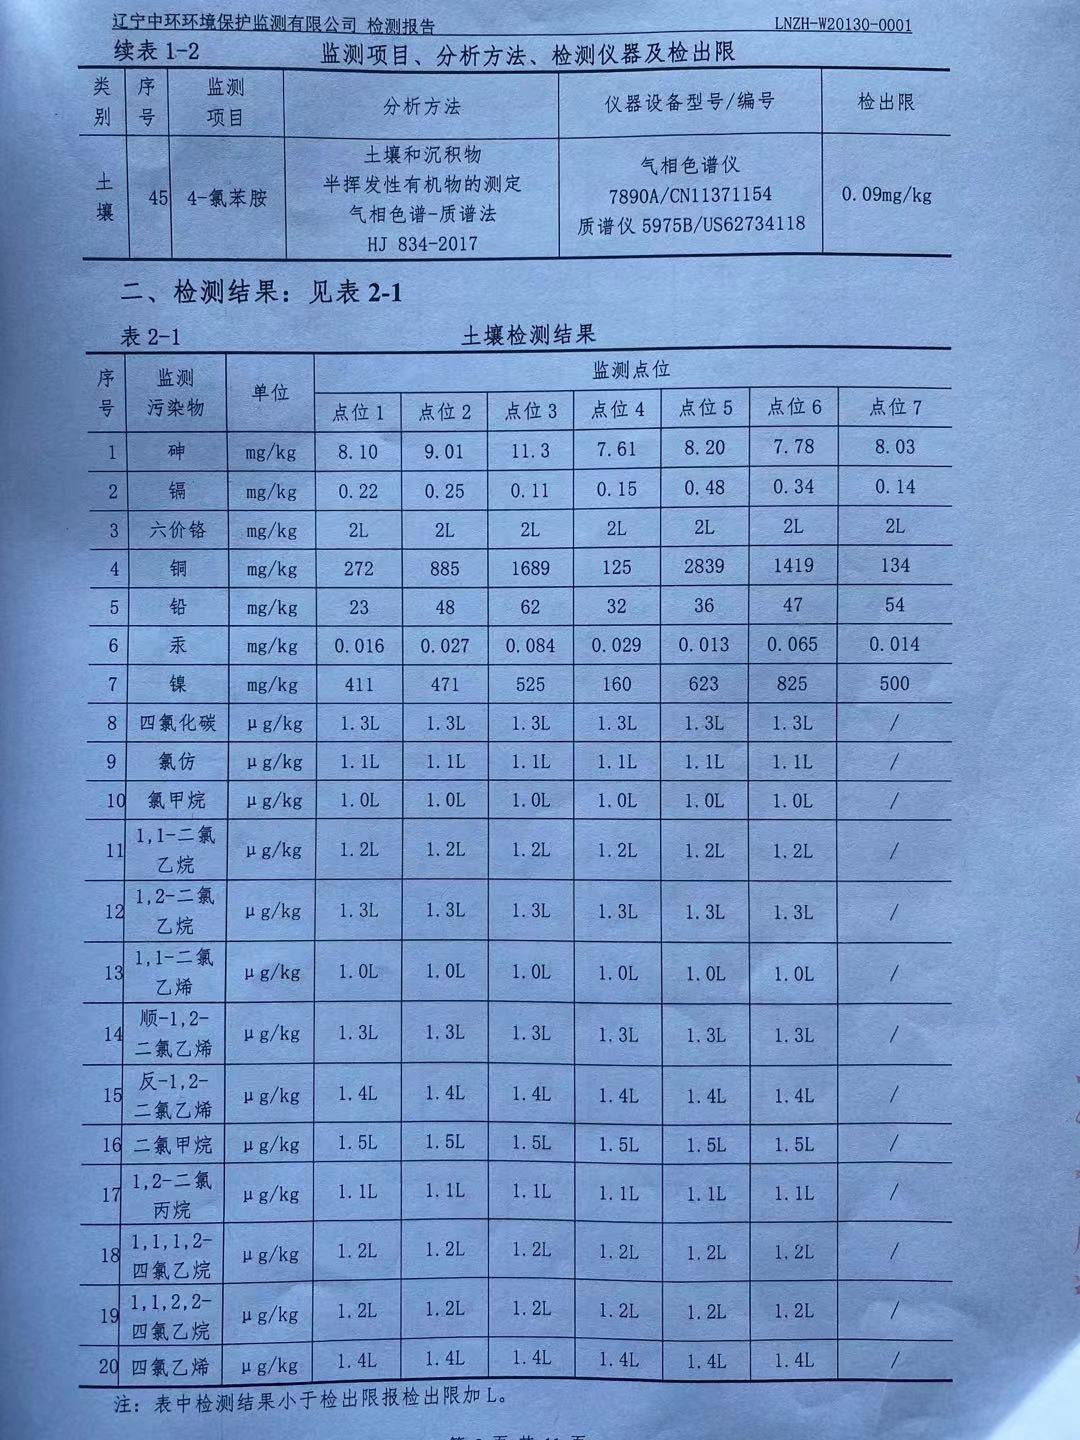 辽宁中环环境保护监测有限公司 检测报告 LNZH-W20130-0001
续表 1-2 监测项目、分析方法、检测仪器及检出限
类别 序号 监测项目 分析方法 仪器设备型号/编号 检出限
土壤 45 4-氯苯胺 土壤和沉积物 半挥发性有机物的测定 气相色谱-质谱法 HJ 834-2017 气相色谱仪 7890A/CN11371154 质谱仪 5975B/US62734118 0.09mg/kg
二、检测结果：见表 2-1
表 2-1 土壤检测结果
序号 监测污染物 单位 监测点位
点位 1 点位 2 点位 3 点位 4 点位 5 点位 6 点位 7
1 砷 mg/kg 8.10 9.01 11.3 7.61 8.20 7.78 8.03
2 镉 mg/kg 0.22 0.25 0.11 0.15 0.48 0.34 0.14
3 六价铬 mg/kg 2L 2L 2L 2L 2L 2L 2L
4 铜 mg/kg 272 885 1689 125 2839 1419 134
5 铅 mg/kg 23 48 62 32 36 47 54
6 汞 mg/kg 0.016 0.027 0.084 0.029 0.013 0.065 0.014
7 镍 mg/kg 411 471 525 160 623 825 500
8 四氯化碳 μg/kg 1.3L 1.3L 1.3L 1.3L 1.3L 1.3L /
9 氯仿 μg/kg 1.1L 1.1L 1.1L 1.1L 1.1L 1.1L /
10 氯甲烷 μg/kg 1.0L 1.0L 1.0L 1.0L 1.0L 1.0L /
11 1,1-二氯乙烷 μg/kg 1.2L 1.2L 1.2L 1.2L 1.2L 1.2L /
12 1,2-二氯乙烷 μg/kg 1.3L 1.3L 1.3L 1.3L 1.3L 1.3L /
13 1,1-二氯乙烯 μg/kg 1.0L 1.0L 1.0L 1.0L 1.0L 1.0L /
14 顺-1,2-二氯乙烯 μg/kg 1.3L 1.3L 1.3L 1.3L 1.3L 1.3L /
15 反-1,2-二氯乙烯 μg/kg 1.4L 1.4L 1.4L 1.4L 1.4L 1.4L /
16 二氯甲烷 μg/kg 1.5L 1.5L 1.5L 1.5L 1.5L 1.5L /
17 1,2-二氯丙烷 μg/kg 1.1L 1.1L 1.1L 1.1L 1.1L 1.1L /
18 1,1,1,2-四氯乙烷 μg/kg 1.2L 1.2L 1.2L 1.2L 1.2L 1.2L /
19 1,1,2,2-四氯乙烷 μg/kg 1.2L 1.2L 1.2L 1.2L 1.2L 1.2L /
20 四氯乙烯 μg/kg 1.4L 1.4L 1.4L 1.4L 1.4L 1.4L /
注：表中检测结果小于检出限报检出限加 L。